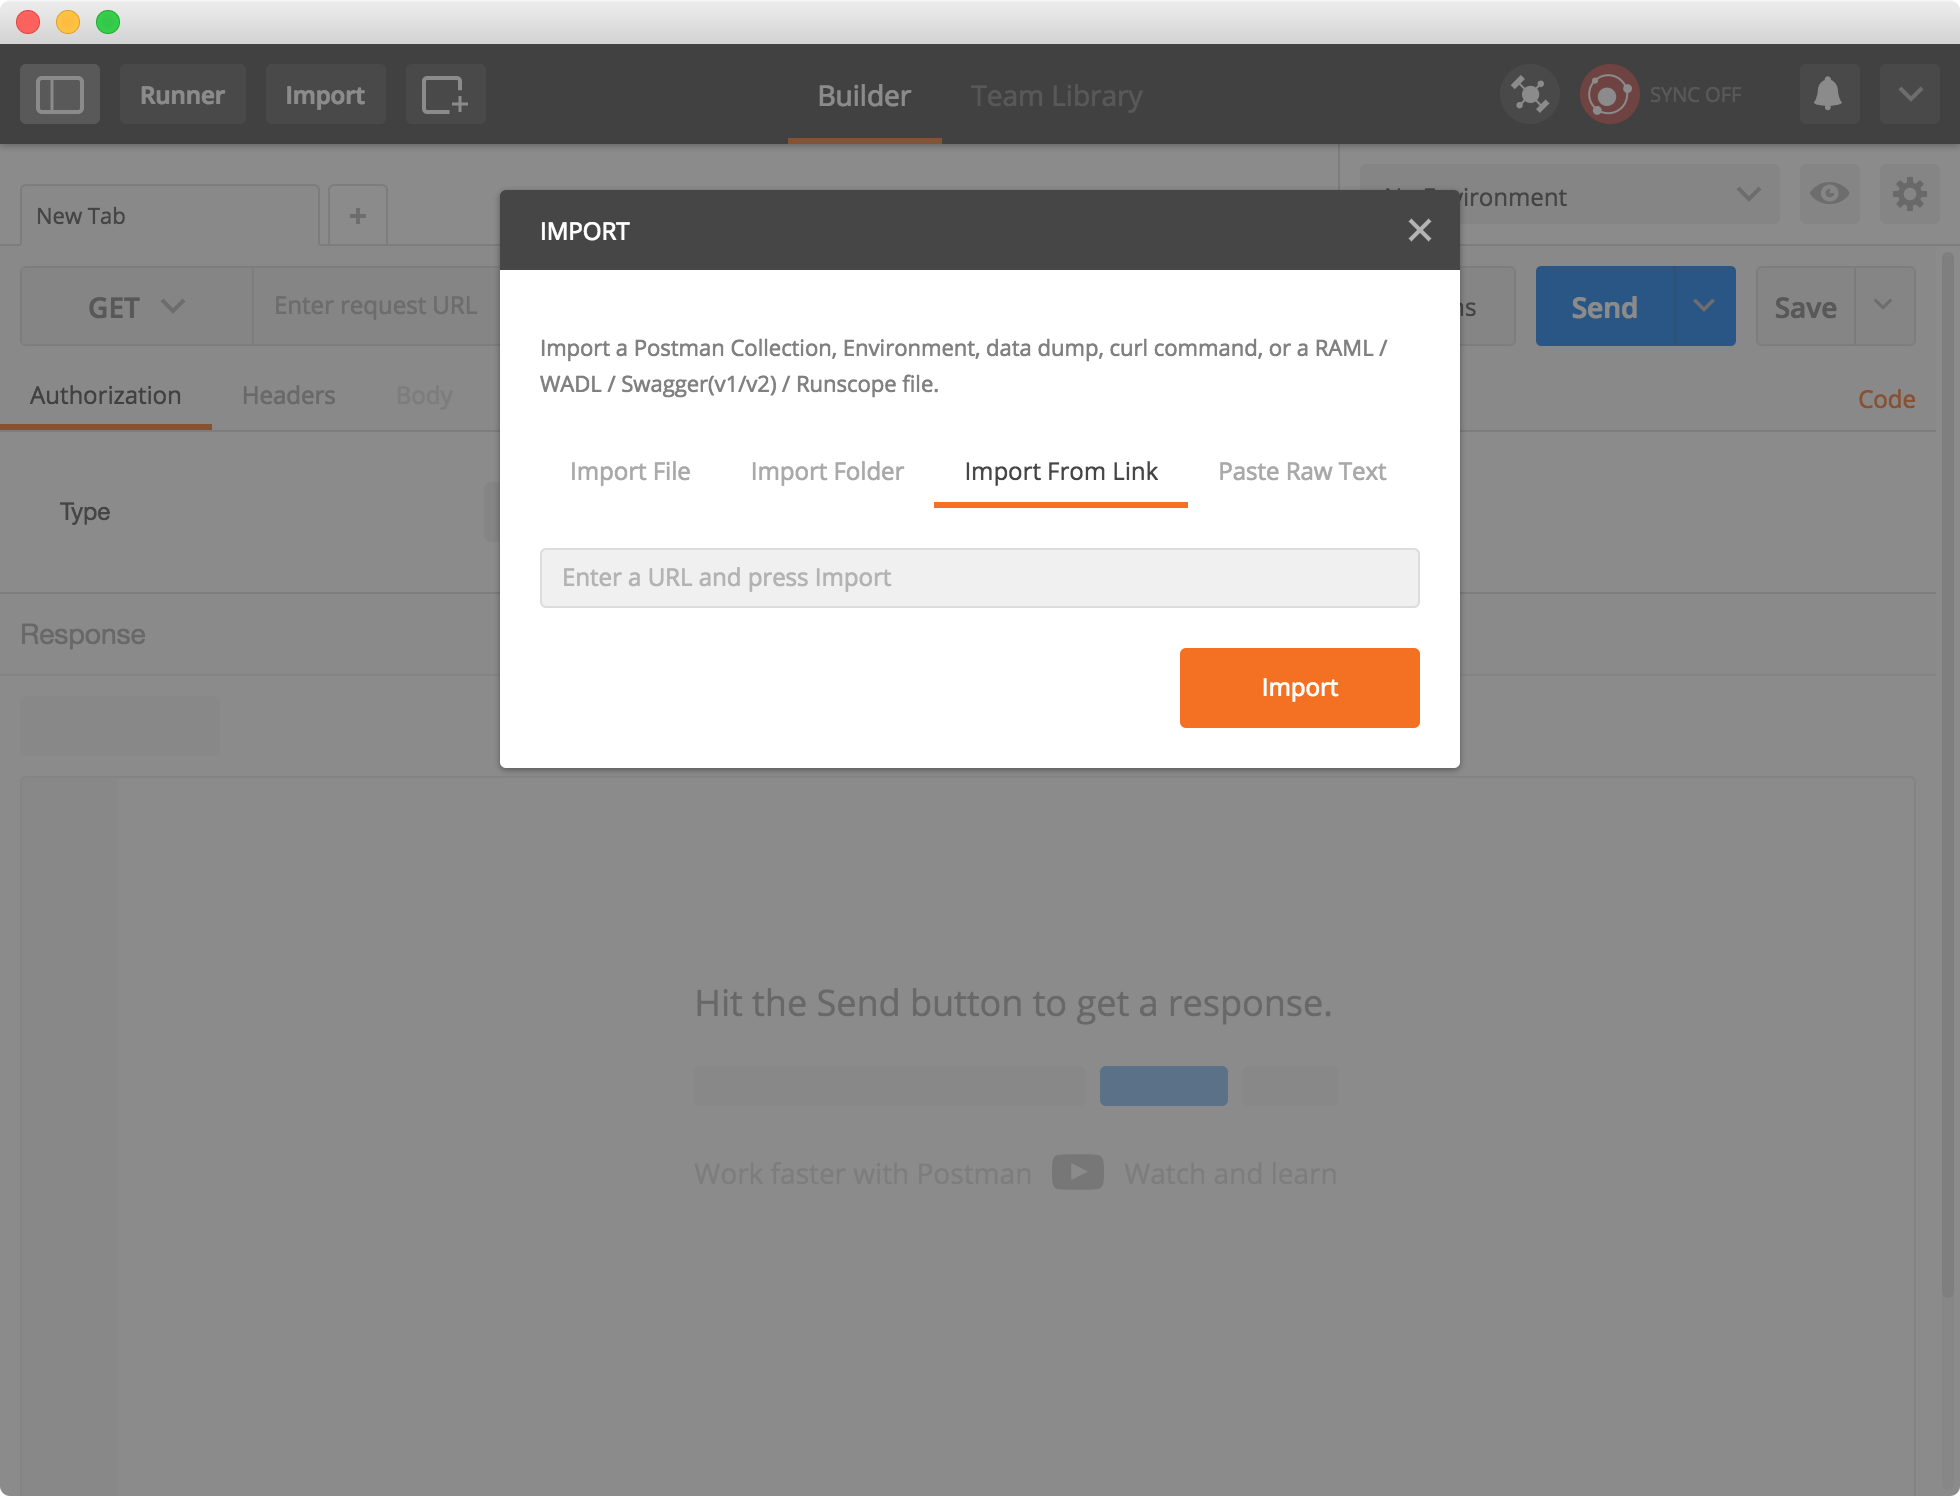 Runner
Import
Builder
Team Library
SYNC OFF
New Tab
+
IMPORT
GET
Enter request URL
Send
Save
Import a Postman Collection, Environment, data dump, curl command, or a RAML /
WADL / Swagger(v1/v2) / Runscope file.
Authorization
Headers
Body
Code
Import File
Import Folder
Import From Link
Paste Raw Text
Type
Enter a URL and press Import
Response
Import
Hit the Send button to get a response.
Work faster with Postman
Watch and learn